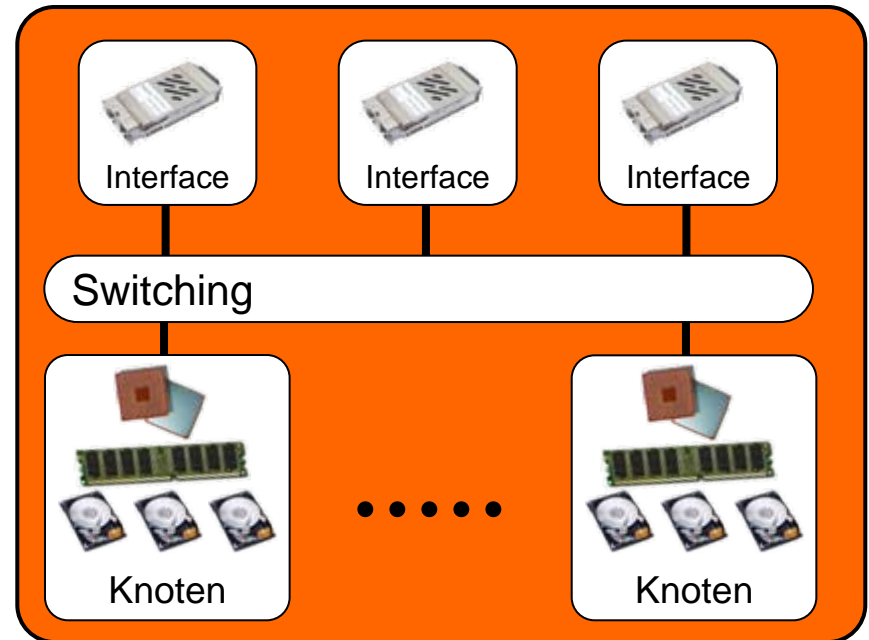 Interface
Interface
Interface
Switching
Knoten
Knoten